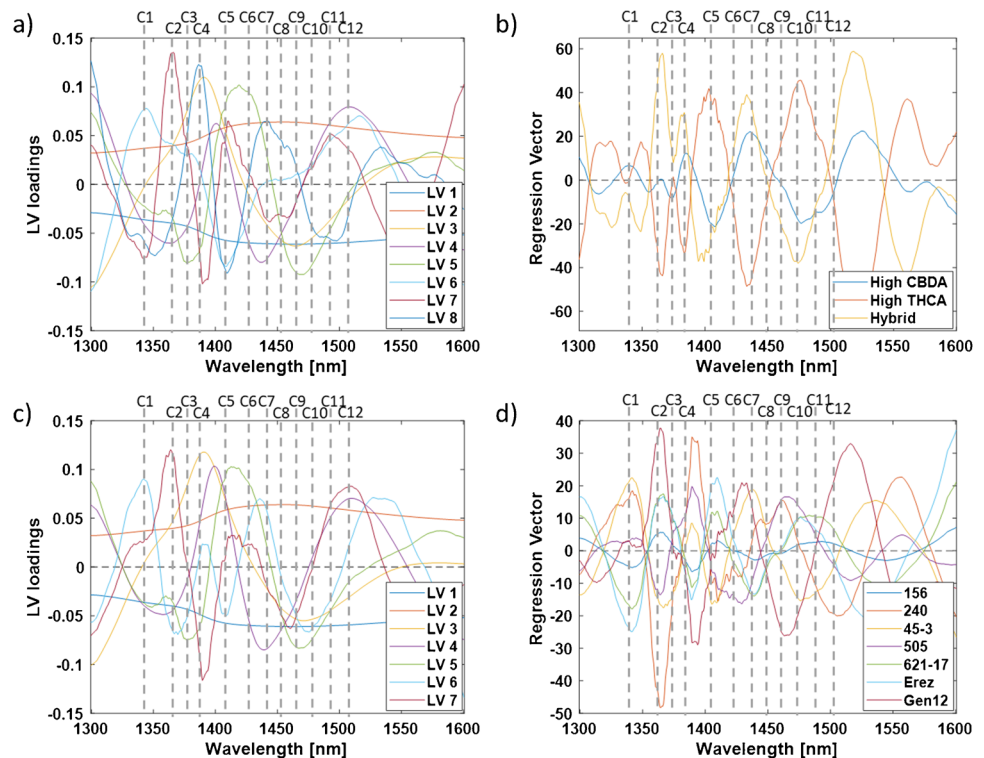 a)
C1 C3 C5 C7 C9 C11
C2 C4 C6 C8 C10 C12
0.15
0.1
0.05
0
-0.05
-0.1
-0.15
LV loadings
LV 1
LV 2
LV 3
LV 4
LV 5
LV 6
LV 7
LV 8
1300 1350 1400 1450 1500 1550 1600
Wavelength [nm]
b)
C1 C3 C5 C7 C9 C11
C2 C4 C6 C8 C10 C12
60
40
20
0
-20
-40
-60
Regression Vector
High CBDA
High THCA
Hybrid
1300 1350 1400 1450 1500 1550 1600
Wavelength [nm]
c)
C1 C3 C5 C7 C9 C11
C2 C4 C6 C8 C10 C12
0.15
0.1
0.05
0
-0.05
-0.1
-0.15
LV loadings
LV 1
LV 2
LV 3
LV 4
LV 5
LV 6
LV 7
1300 1350 1400 1450 1500 1550 1600
Wavelength [nm]
d)
C1 C3 C5 C7 C9 C11
C2 C4 C6 C8 C10 C12
40
30
20
10
0
-10
-20
-30
-40
-50
Regression Vector
156
240
45-3
505
621-17
Erez
Gen12
1300 1350 1400 1450 1500 1550 1600
Wavelength [nm]